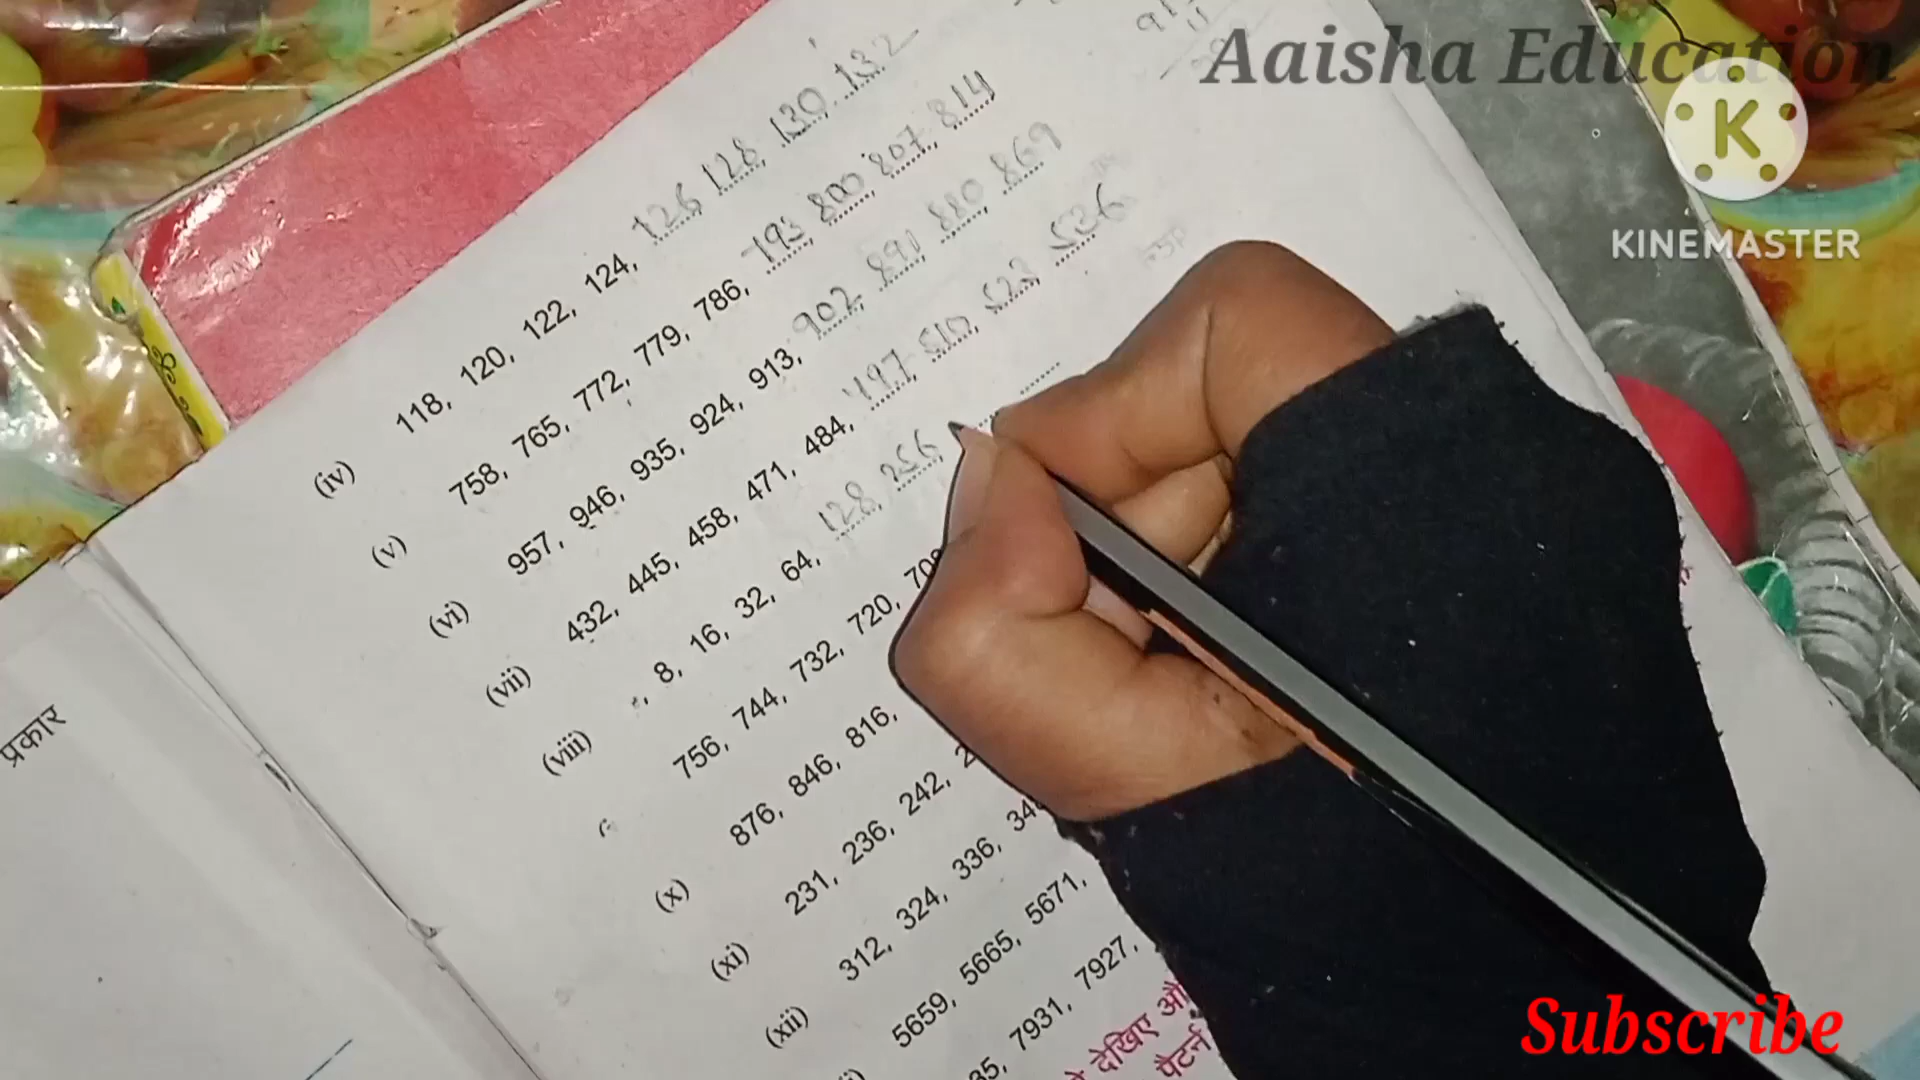 Aaisha Education
K
KINEMASTER
118, 120, 122, 124, 126, 128, 130, 132
(iv) 758, 765, 772, 779, 786, 793, 800, 807, 814
(v) 957, 946, 935, 924, 913, 902, 891, 880, 869
(vi) 432, 445, 458, 471, 484, 497, 510, 523, 536
(vii) , 8, 16, 32, 64, 128, 256,
(viii) 756, 744, 732, 720,
876, 846, 816,
(x) 231, 236, 242,
(xi) 312, 324, 336,
(xii) 5659, 5665, 5671,
7931, 7927,
देखिए
पैटर्न
प्रकार
Subscribe